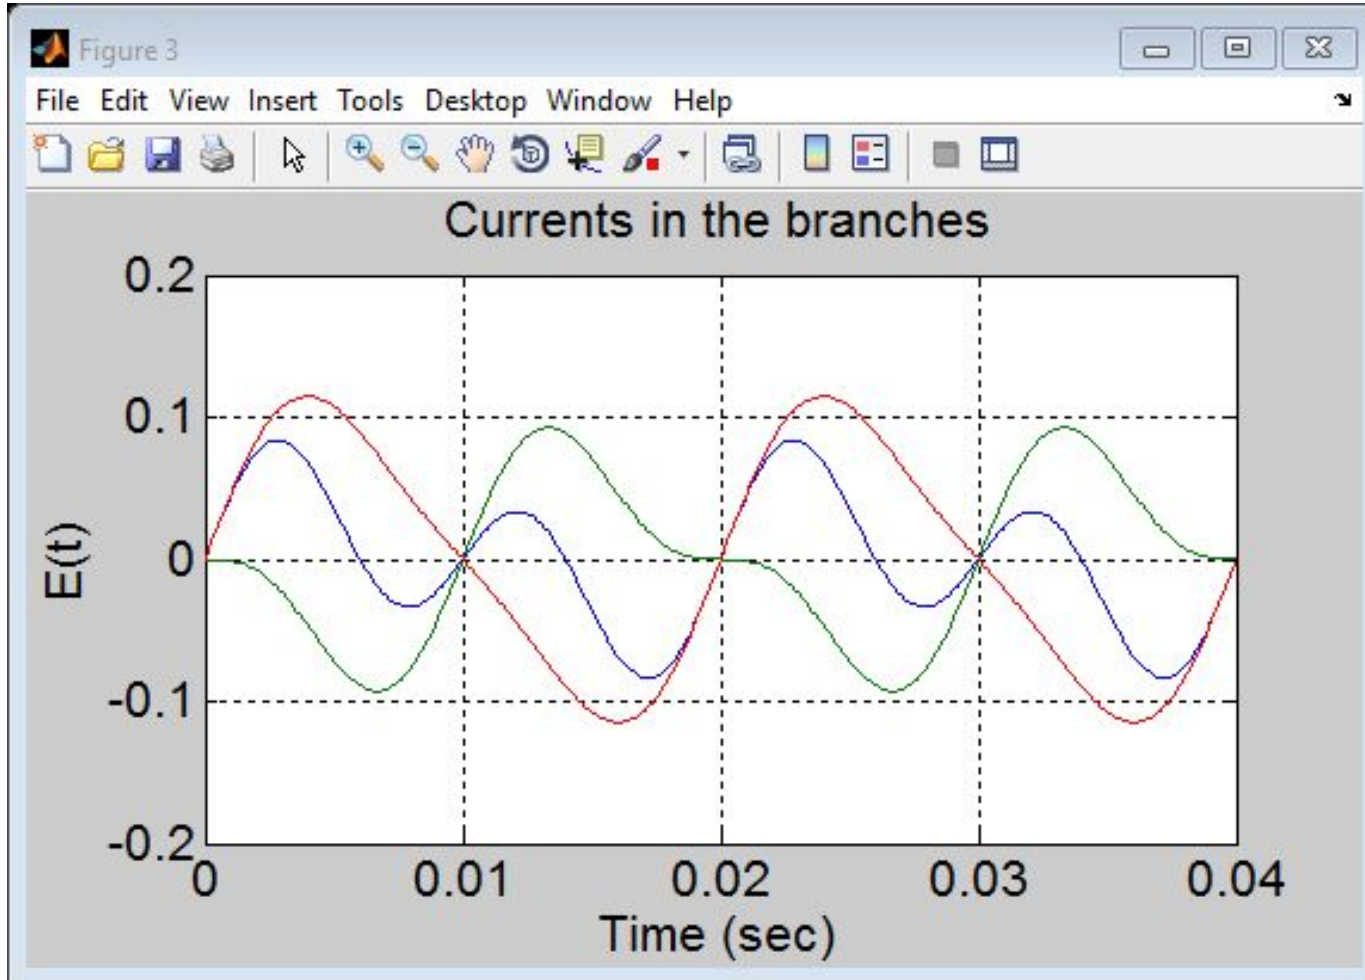 Figure 3
File Edit View Insert Tools Desktop Window Help
Currents in the branches
0.2
0.1
0
-0.1
-0.2
E(t)
0 0.01 0.02 0.03 0.04
Time (sec)